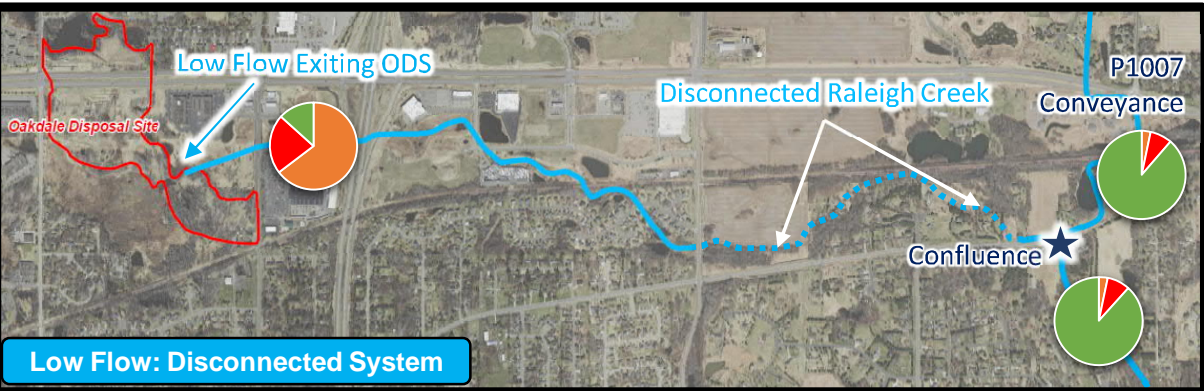 Low Flow Exiting ODS
P1007
Conveyance
Disconnected Raleigh Creek
Oakdale Disposal Site
Confluence
Low Flow: Disconnected System